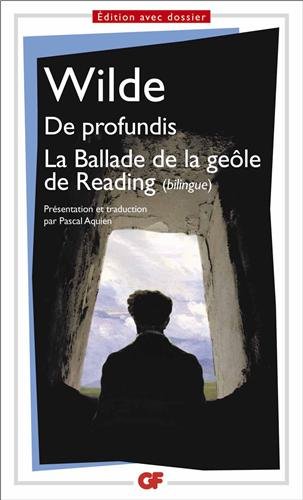 Édition avec dossier
Wilde
De profundis
La Ballade de la geôle
de Reading (bilingue)
Présentation et traduction
par Pascal Aquien
GF